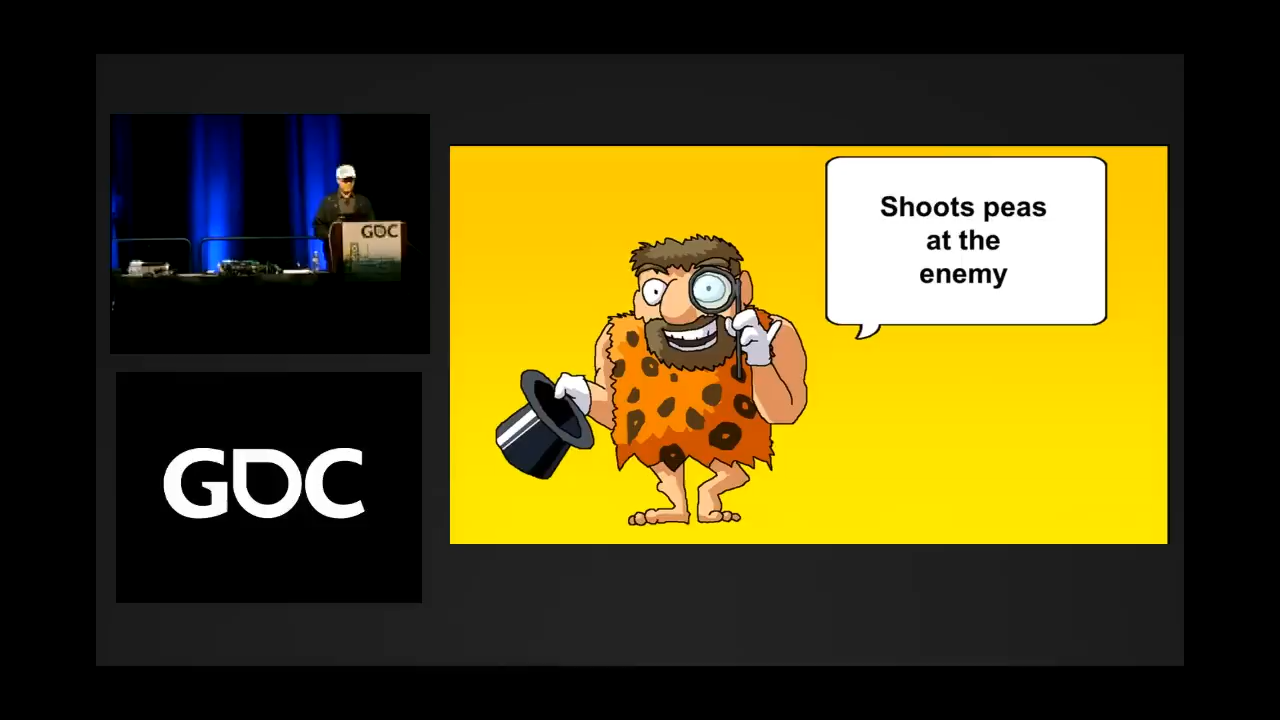 GDC
Shoots peas
at the
enemy
GDC